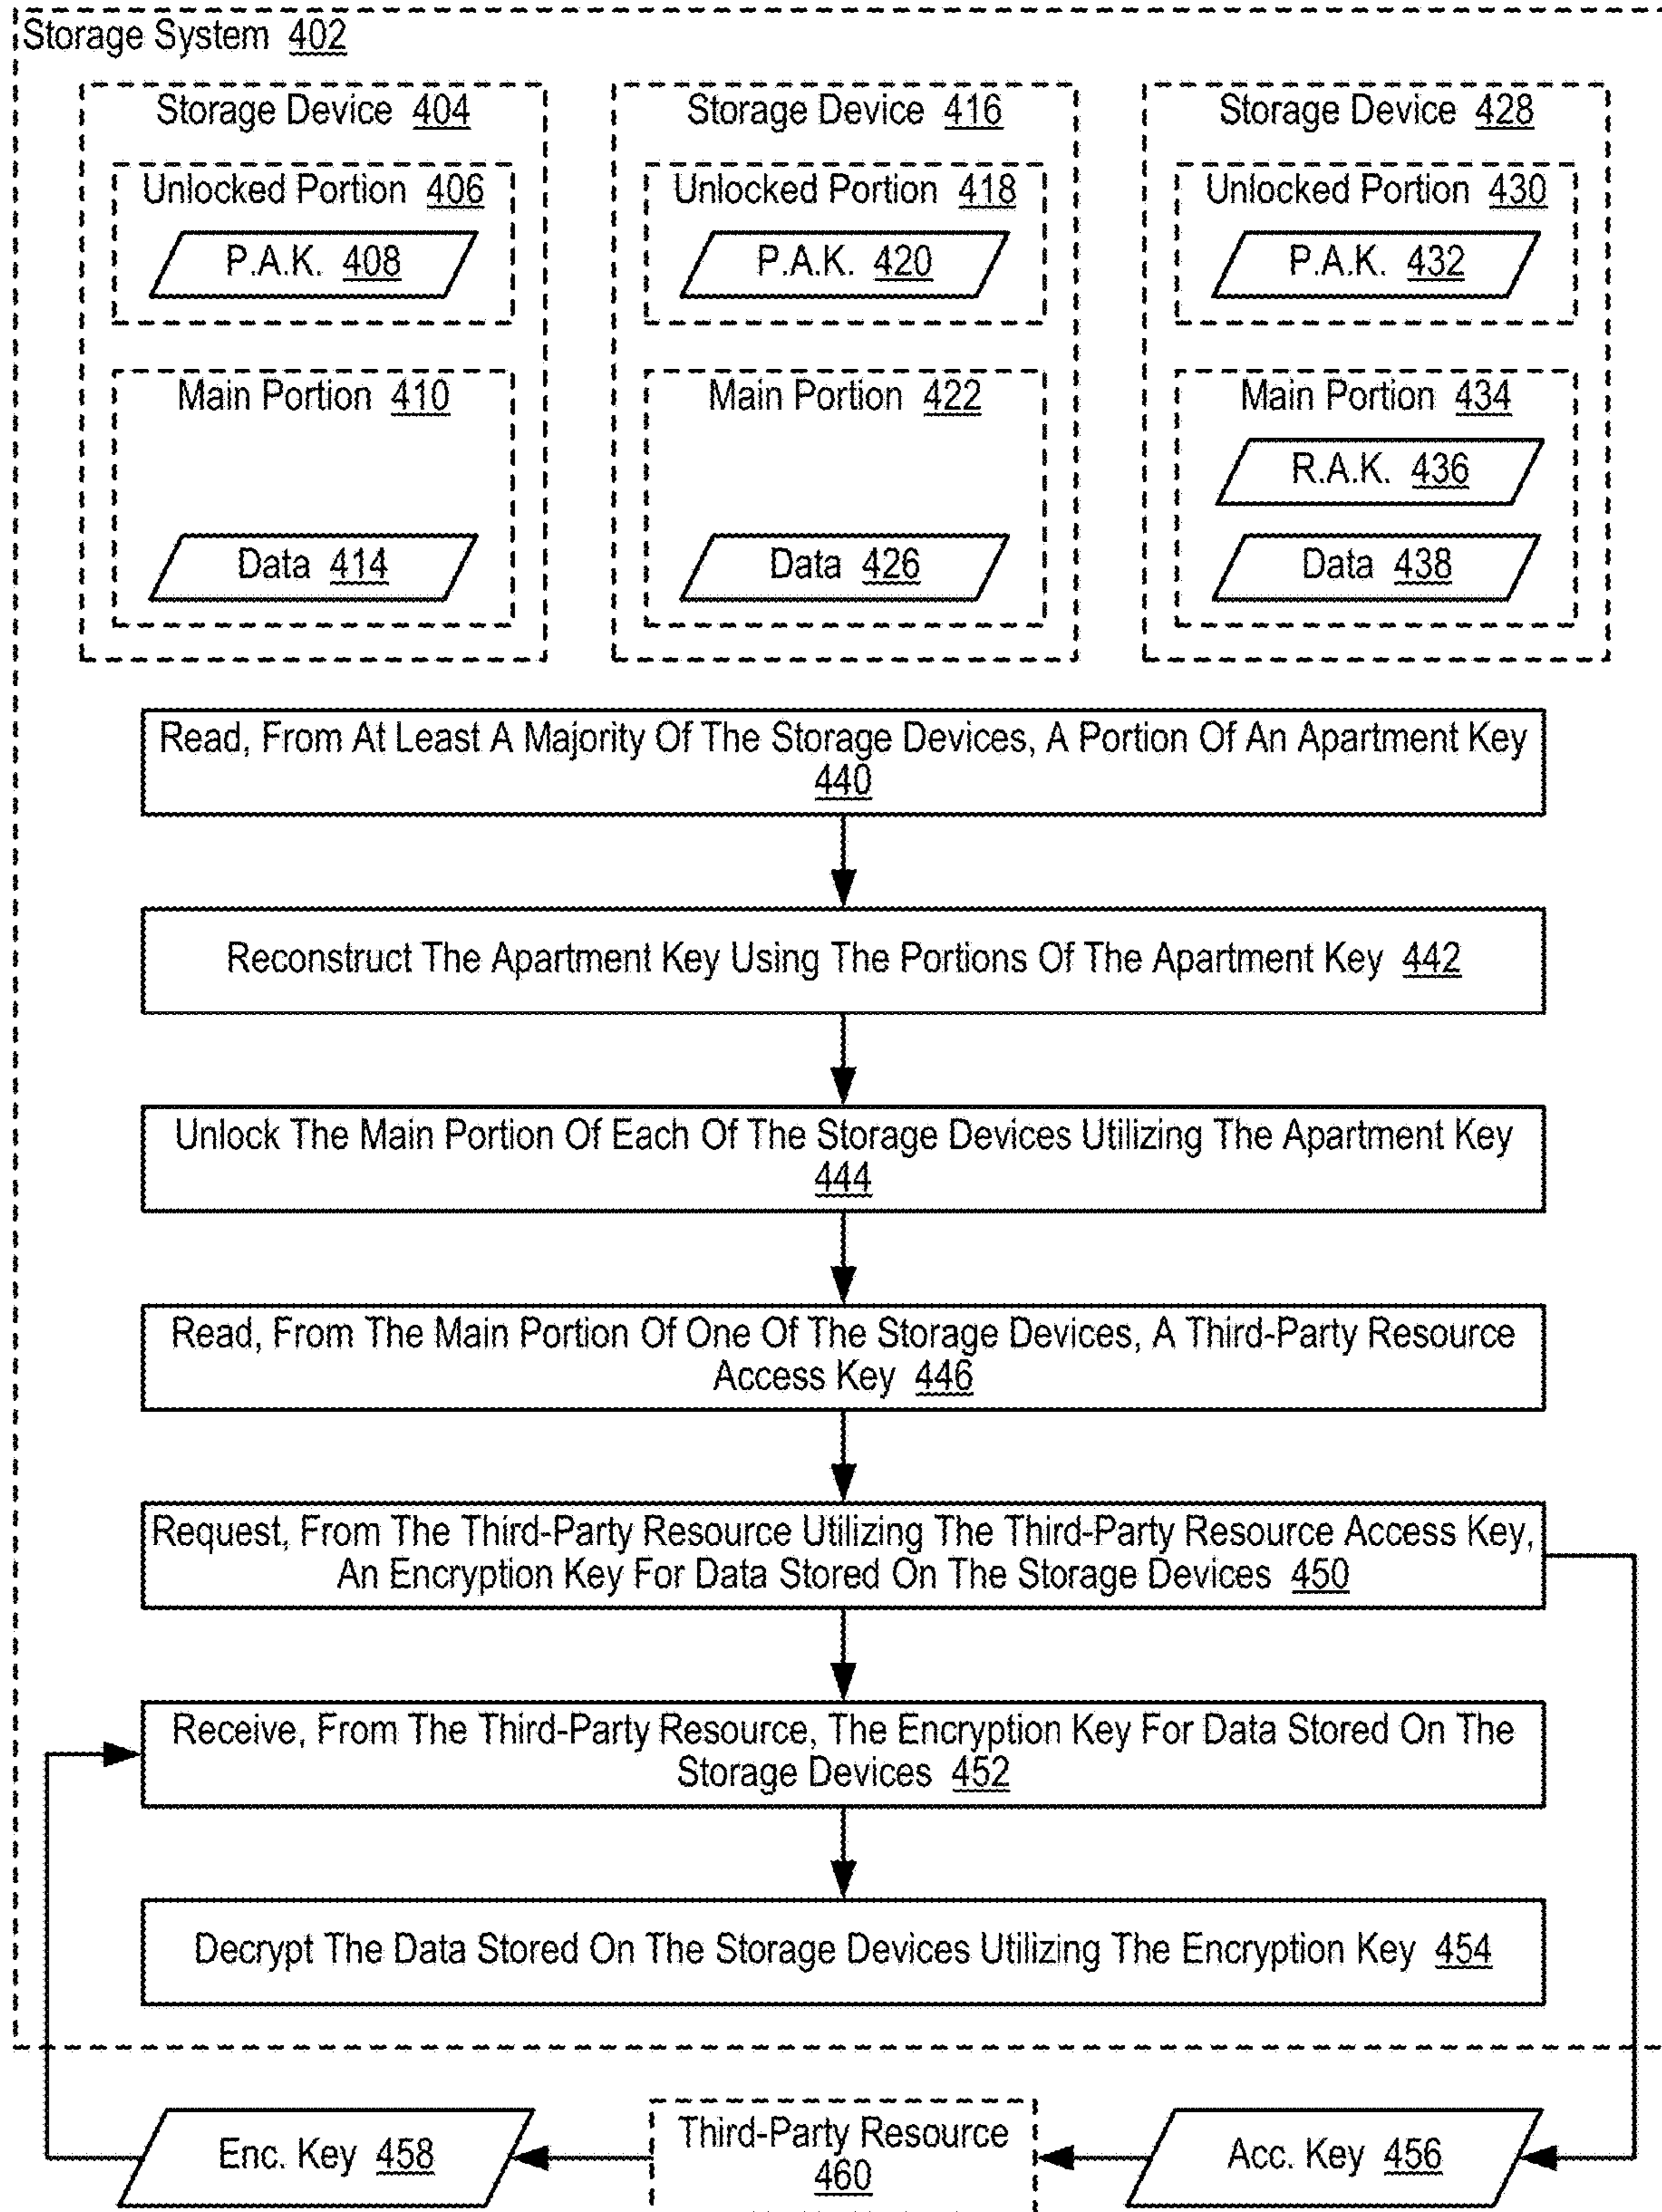 Storage System 402
Storage Device 404
Unlocked Portion 406
P.A.K. 408
Main Portion 410
Data 414
Storage Device 416
Unlocked Portion 418
P.A.K. 420
Main Portion 422
Data 426
Storage Device 428
Unlocked Portion 430
P.A.K. 432
Main Portion 434
R.A.K. 436
Data 438
Read, From At Least A Majority Of The Storage Devices, A Portion Of An Apartment Key
440
Reconstruct The Apartment Key Using The Portions Of The Apartment Key 442
Unlock The Main Portion Of Each Of The Storage Devices Utilizing The Apartment Key
444
Read, From The Main Portion Of One Of The Storage Devices, A Third-Party Resource
Access Key 446
Request, From The Third-Party Resource Utilizing The Third-Party Resource Access Key,
An Encryption Key For Data Stored On The Storage Devices 450
Receive, From The Third-Party Resource, The Encryption Key For Data Stored On The
Storage Devices 452
Decrypt The Data Stored On The Storage Devices Utilizing The Encryption Key 454
Enc. Key 458
Third-Party Resource
460
Acc. Key 456